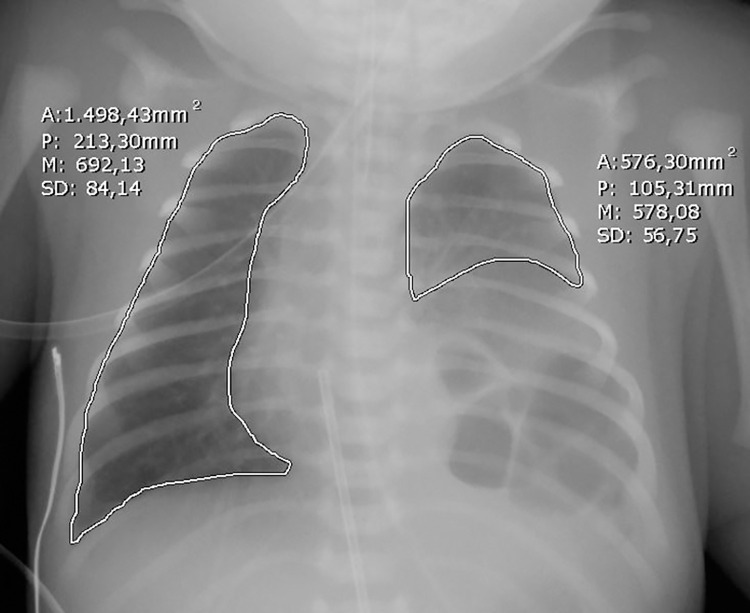 A:1.498,43mm2
P: 213,30mm
M: 692,13
SD: 84,14
A:576,30mm2
P: 105,31mm
M: 578,08
SD: 56,75